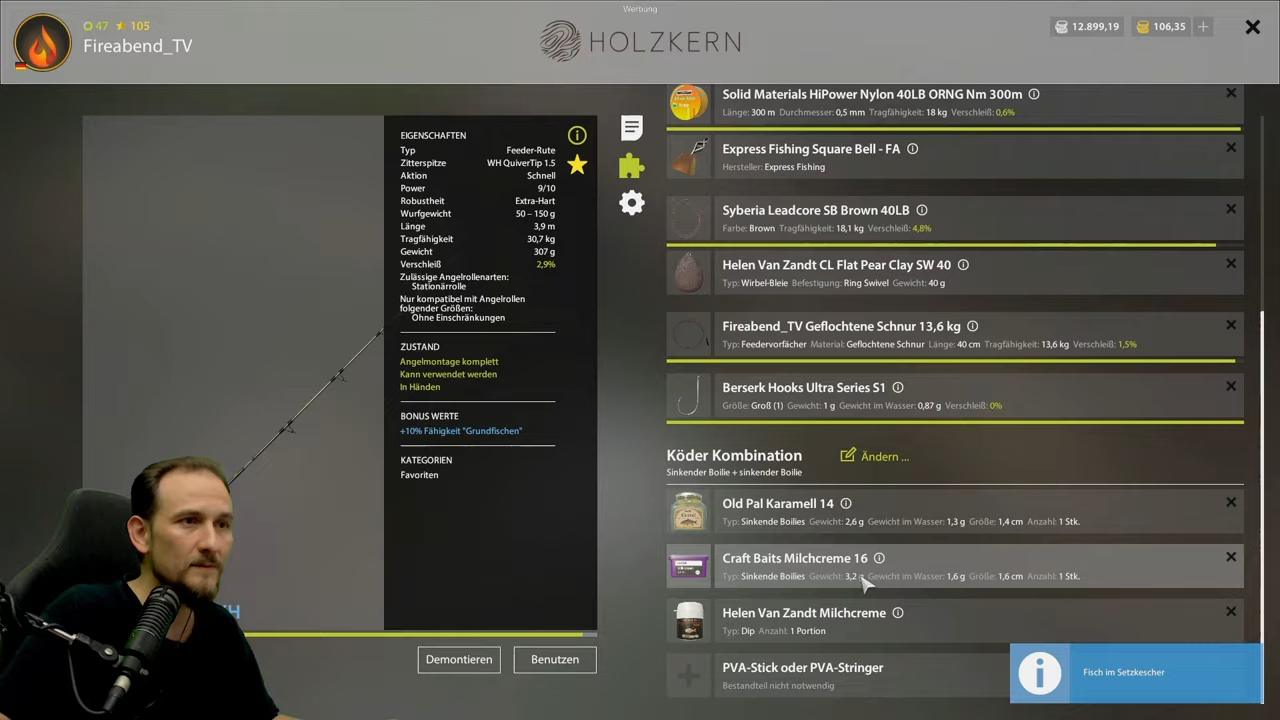 Werbung
47 105
Fireabend_TV
HOLZKERN
12.899,19 106,35
EIGENSCHAFTEN
Typ Feeder-Rute
Zitterspitze WH QuiverTip 1.5
Aktion Schnell
Power 9/10
Robustheit Extra-Hart
Wurfgewicht 50 – 150 g
Länge 3,9 m
Tragfähigkeit 30,7 kg
Gewicht 307 g
Verschleiß 2,9%
Zulässige Angelrollenarten:
Stationärrolle
Nur kompatibel mit Angelrollen
folgender Größen:
Ohne Einschränkungen
ZUSTAND
Angelmontage komplett
Kann verwendet werden
In Händen
BONUS WERTE
+10% Fähigkeit "Grundfischen"
KATEGORIEN
Favoriten
Demontieren Benutzen
Solid Materials HiPower Nylon 40LB ORNG Nm 300m
Länge: 300 m Durchmesser: 0,5 mm Tragfähigkeit: 18 kg Verschleiß: 0,6%
Express Fishing Square Bell - FA
Hersteller: Express Fishing
Syberia Leadcore SB Brown 40LB
Farbe: Brown Tragfähigkeit: 18,1 kg Verschleiß: 4,8%
Helen Van Zandt CL Flat Pear Clay SW 40
Typ: Wirbel-Bleie Befestigung: Ring Swivel Gewicht: 40 g
Fireabend_TV Geflochtene Schnur 13,6 kg
Typ: Feedervorfächer Material: Geflochtene Schnur Länge: 40 cm Tragfähigkeit: 13,6 kg Verschleiß: 1,5%
Berserk Hooks Ultra Series S1
Größe: Groß (1) Gewicht: 1 g Gewicht im Wasser: 0,87 g Verschleiß: 0%
Köder Kombination Ändern ...
Sinkender Boilie + sinkender Boilie
Old Pal Karamell 14
Typ: Sinkende Boilies Gewicht: 2,6 g Gewicht im Wasser: 1,3 g Größe: 1,4 cm Anzahl: 1 Stk.
Craft Baits Milchcreme 16
Typ: Sinkende Boilies Gewicht: 3,2 g Gewicht im Wasser: 1,6 g Größe: 1,6 cm Anzahl: 1 Stk.
Helen Van Zandt Milchcreme
Typ: Dip Anzahl: 1 Portion
PVA-Stick oder PVA-Stringer
Bestandteil nicht notwendig
Fisch im Setzkescher